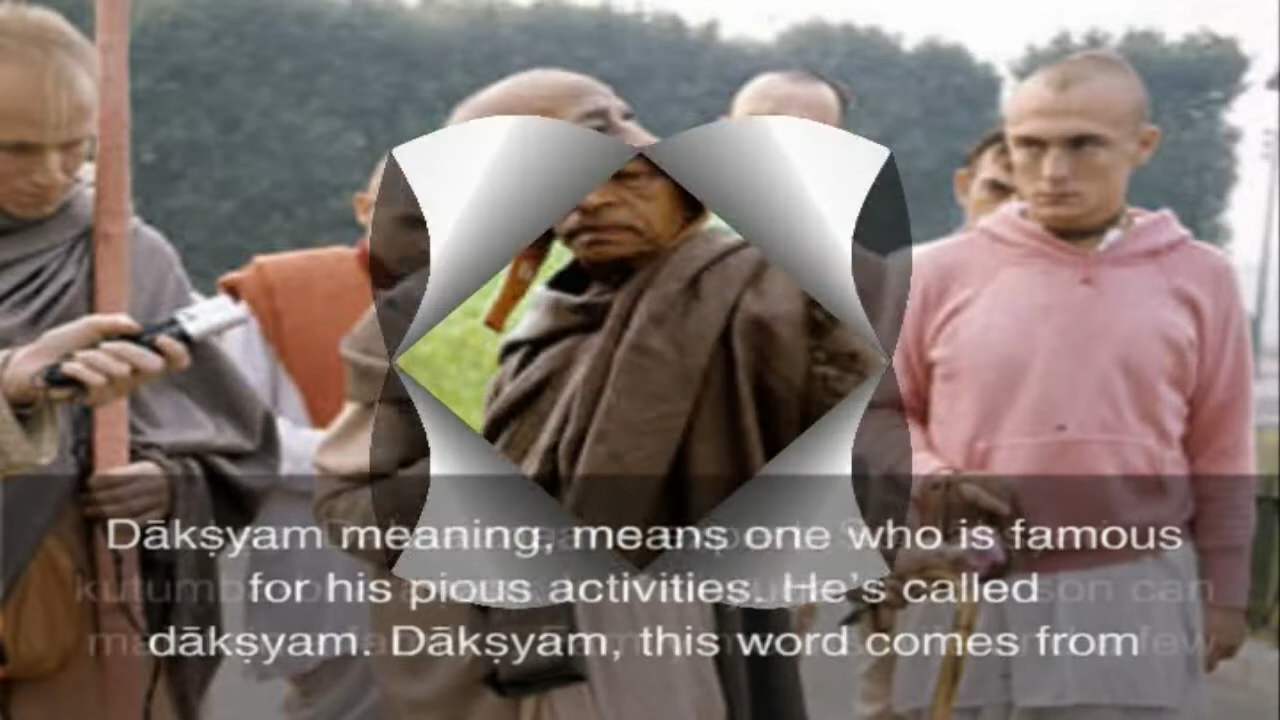 Dākṣyam meaning, means one who is famous
for his pious activities. He's called
dākṣyam. Dākṣyam, this word comes from